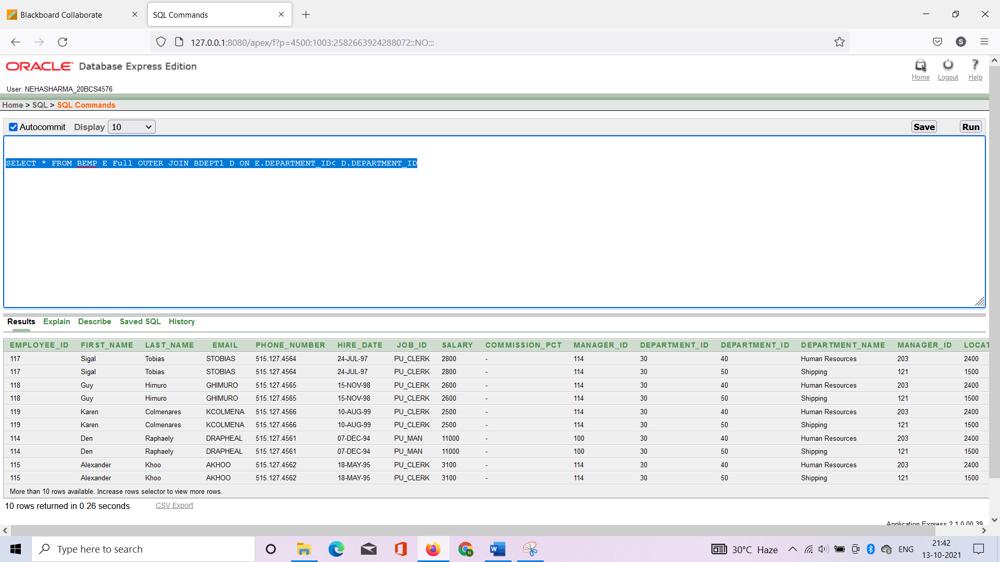 Blackboard Collaborate
SQL Commands
127.0.0.1:8080/apex/f?p=4500:1003:2582663924288072::NO:::
S
ORACLE Database Express Edition
Home Logout Help
User: NEHASHARMA_20BCS4576
Home > SQL > SQL Commands
Autocommit Display 10 Save Run
SELECT * FROM BEMP E Full OUTER JOIN BDEPT1 D ON E.DEPARTMENT_ID< D.DEPARTMENT_ID
Results Explain Describe Saved SQL History
EMPLOYEE_ID FIRST_NAME LAST_NAME EMAIL PHONE_NUMBER HIRE_DATE JOB_ID SALARY COMMISSION_PCT MANAGER_ID DEPARTMENT_ID DEPARTMENT_ID DEPARTMENT_NAME MANAGER_ID LOCAT
117 Sigal Tobias STOBIAS 515.127.4564 24-JUL-97 PU_CLERK 2800 - 114 30 40 Human Resources 203 2400
117 Sigal Tobias STOBIAS 515.127.4564 24-JUL-97 PU_CLERK 2800 - 114 30 50 Shipping 121 1500
118 Guy Himuro GHIMURO 515.127.4565 15-NOV-98 PU_CLERK 2600 - 114 30 40 Human Resources 203 2400
118 Guy Himuro GHIMURO 515.127.4565 15-NOV-98 PU_CLERK 2600 - 114 30 50 Shipping 121 1500
119 Karen Colmenares KCOLMENA 515.127.4566 10-AUG-99 PU_CLERK 2500 - 114 30 40 Human Resources 203 2400
119 Karen Colmenares KCOLMENA 515.127.4566 10-AUG-99 PU_CLERK 2500 - 114 30 50 Shipping 121 1500
114 Den Raphaely DRAPHEAL 515.127.4561 07-DEC-94 PU_MAN 11000 - 100 30 40 Human Resources 203 2400
114 Den Raphaely DRAPHEAL 515.127.4561 07-DEC-94 PU_MAN 11000 - 100 30 50 Shipping 121 1500
115 Alexander Khoo AKHOO 515.127.4562 18-MAY-95 PU_CLERK 3100 - 114 30 40 Human Resources 203 2400
115 Alexander Khoo AKHOO 515.127.4562 18-MAY-95 PU_CLERK 3100 - 114 30 50 Shipping 121 1500
More than 10 rows available. Increase rows selector to view more rows.
10 rows returned in 0.26 seconds CSV Export
Application Express 2.1.0.00.39
Type here to search
30°C Haze
ENG
21:42
13-10-2021